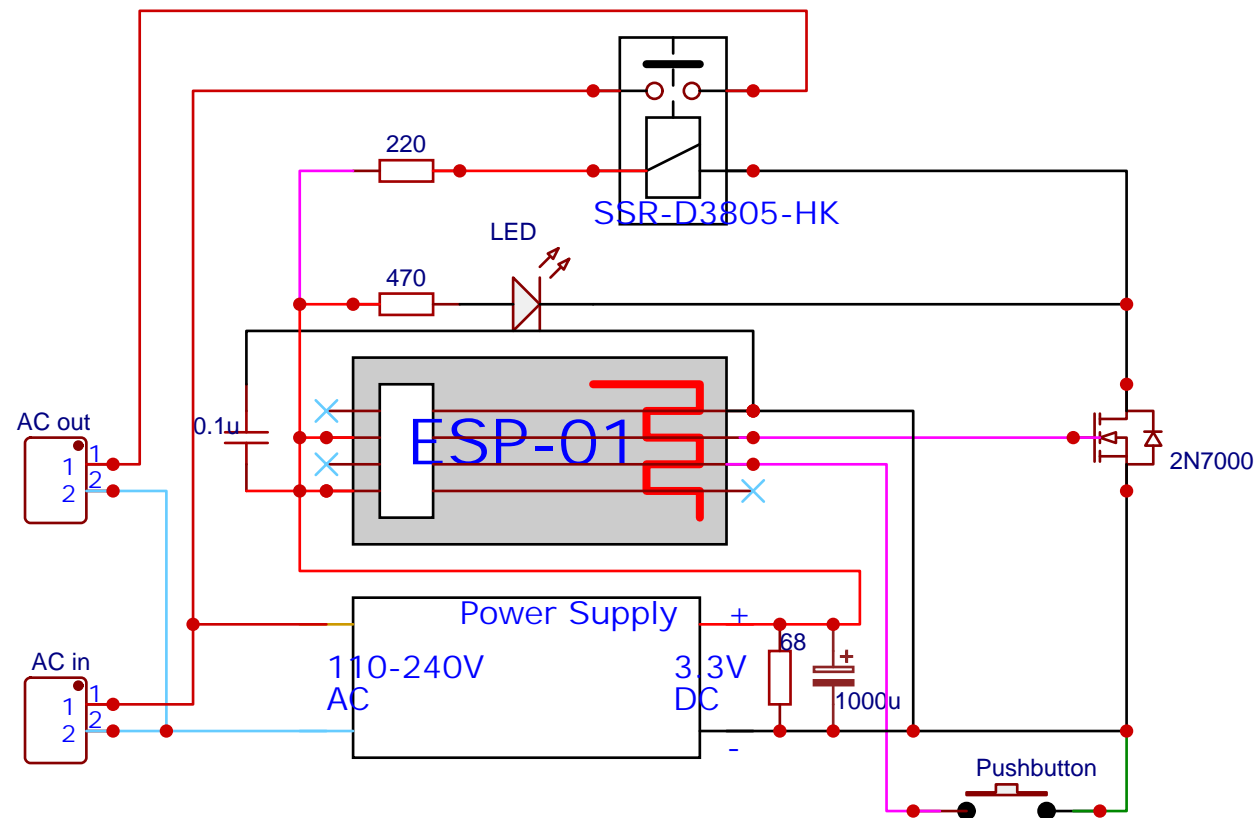 220
SSR-D3805-HK
LED
470
AC out
0.1u
ESP-01
1
1
2
2
2N7000
Power Supply
+
68
+
AC in
110-240V
AC
3.3V
DC
1000u
1
1
2
2
-
Pushbutton